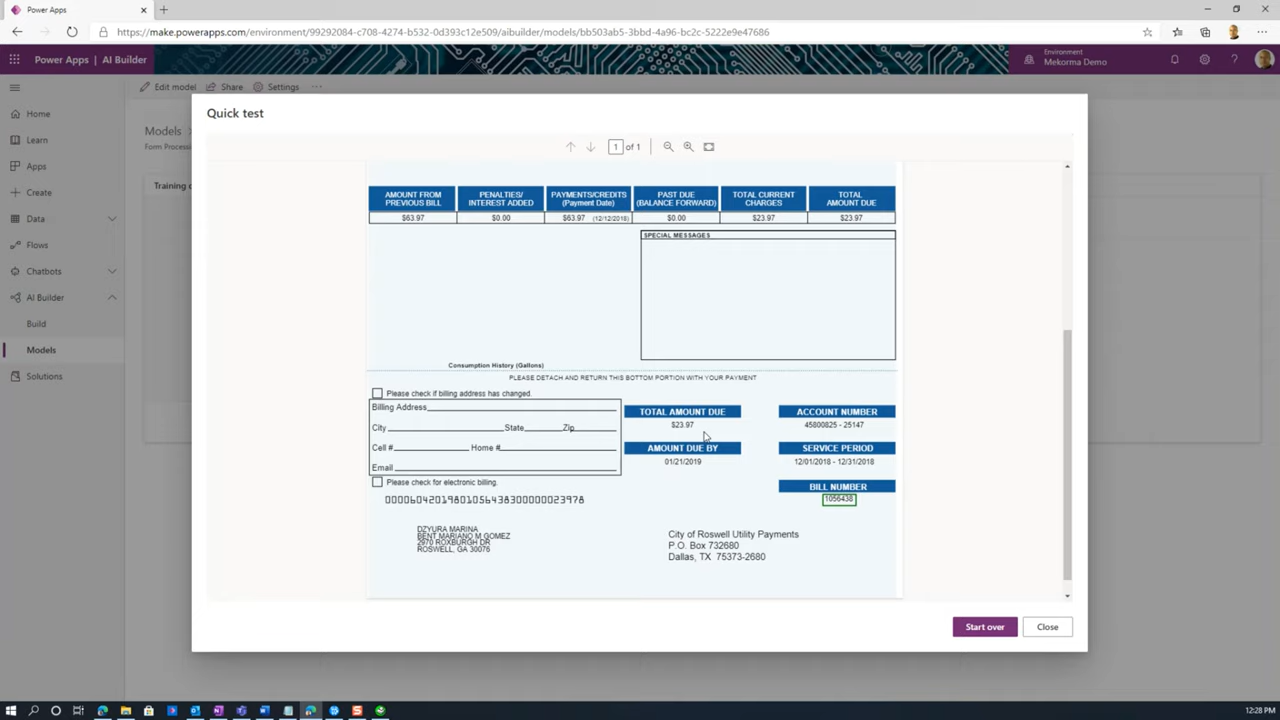 Power Apps
https://make.powerapps.com/environment/99292084-c708-4274-b532-0d393c12e509/aibuilder/models/bb503ab5-3bbd-4a96-bc2c-5222e9e47686
Power Apps | AI Builder
Environment
Mekorma Demo
Edit model
Share
Settings
Home
Learn
Apps
Create
Data
Flows
Chatbots
AI Builder
Build
Models
Solutions
Models
Form Process
Training d
Quick test
1 of 1
AMOUNT FROM PREVIOUS BILL
PENALTIES/ INTEREST ADDED
PAYMENTS/CREDITS (Payment Date)
PAST DUE (BALANCE FORWARD)
TOTAL CURRENT CHARGES
TOTAL AMOUNT DUE
$63.97
$0.00
$63.97 (12/12/2018)
$0.00
$23.97
$23.97
SPECIAL MESSAGES
Consumption History (Gallons)
PLEASE DETACH AND RETURN THIS BOTTOM PORTION WITH YOUR PAYMENT
Please check if billing address has changed.
Billing Address
City State Zip
Cell # Home #
Email
Please check for electronic billing.
TOTAL AMOUNT DUE
$23.97
AMOUNT DUE BY
01/21/2019
ACCOUNT NUMBER
45800825 - 25147
SERVICE PERIOD
12/01/2018 - 12/31/2018
BILL NUMBER
1056438
00006042019801056438300000023978
DZYURA MARINA
BENT MARIANO M GOMEZ
2970 ROXBURGH DR
ROSWELL, GA 30076
City of Roswell Utility Payments
P.O. Box 732680
Dallas, TX 75373-2680
Start over
Close
12:28 PM